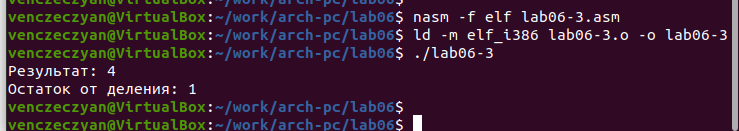 venczeczyan@VirtualBox:~/work/arch-pc/lab06$ nasm -f elf lab06-3.asm
venczeczyan@VirtualBox:~/work/arch-pc/lab06$ ld -m elf_i386 lab06-3.o -o lab06-3
venczeczyan@VirtualBox:~/work/arch-pc/lab06$ ./lab06-3
Результат: 4
Остаток от деления: 1
venczeczyan@VirtualBox:~/work/arch-pc/lab06$
venczeczyan@VirtualBox:~/work/arch-pc/lab06$